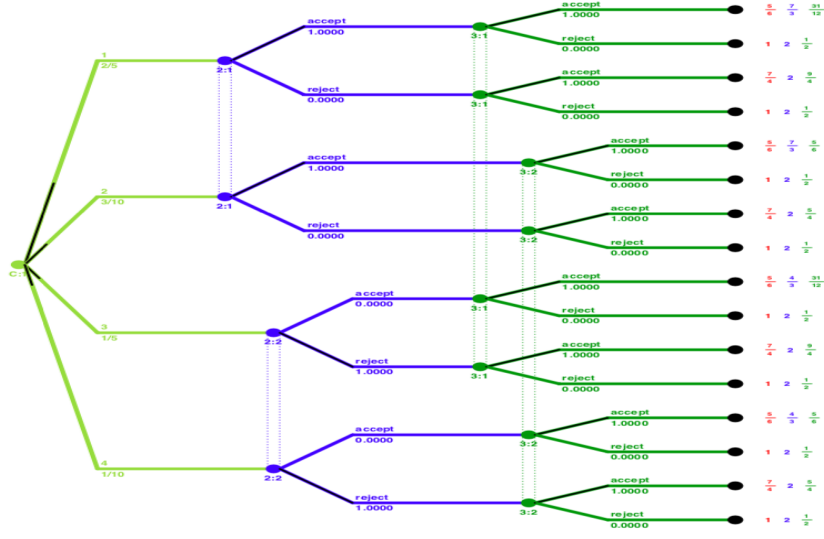 accept
1.0000
5/6 7/3 31/12
accept
1.0000
3:1
reject
0.0000
1 2 1/2
1
2/5
2:1
accept
1.0000
7/4 2 9/4
reject
0.0000
3:1
reject
0.0000
1 2 1/2
accept
1.0000
5/6 7/3 5/6
accept
1.0000
3:2
reject
0.0000
1 2 1/2
2
3/10
2:1
accept
1.0000
7/4 2 5/4
reject
0.0000
3:2
reject
0.0000
1 2 1/2
C:1
accept
1.0000
5/6 4/3 31/12
accept
0.0000
3:1
reject
0.0000
1 2 1/2
3
1/5
2:2
accept
1.0000
7/4 2 9/4
reject
1.0000
3:1
reject
0.0000
1 2 1/2
accept
1.0000
5/6 4/3 5/6
accept
0.0000
3:2
reject
0.0000
1 2 1/2
4
1/10
2:2
accept
1.0000
7/4 2 5/4
reject
1.0000
3:2
reject
0.0000
1 2 1/2